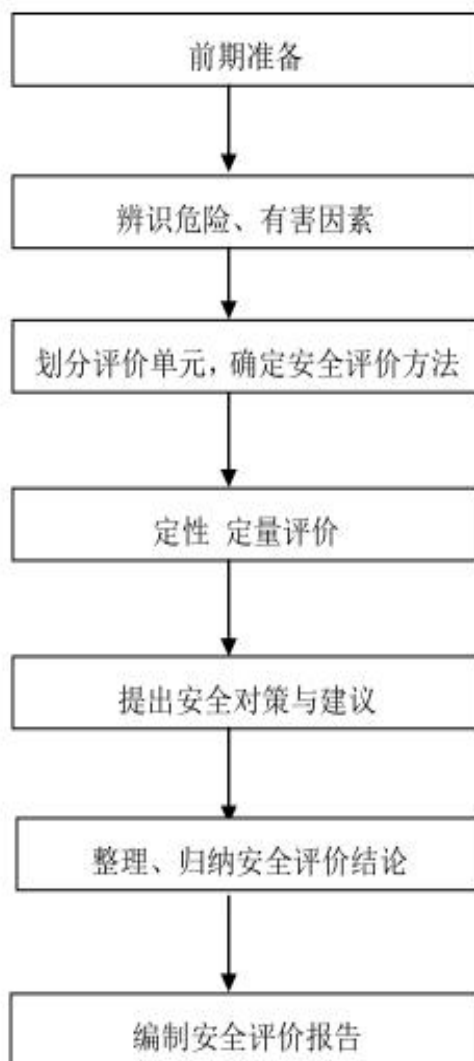 前期准备
辨识危险、有害因素
划分评价单元，确定安全评价方法
定性 定量评价
提出安全对策与建议
整理、归纳安全评价结论
编制安全评价报告